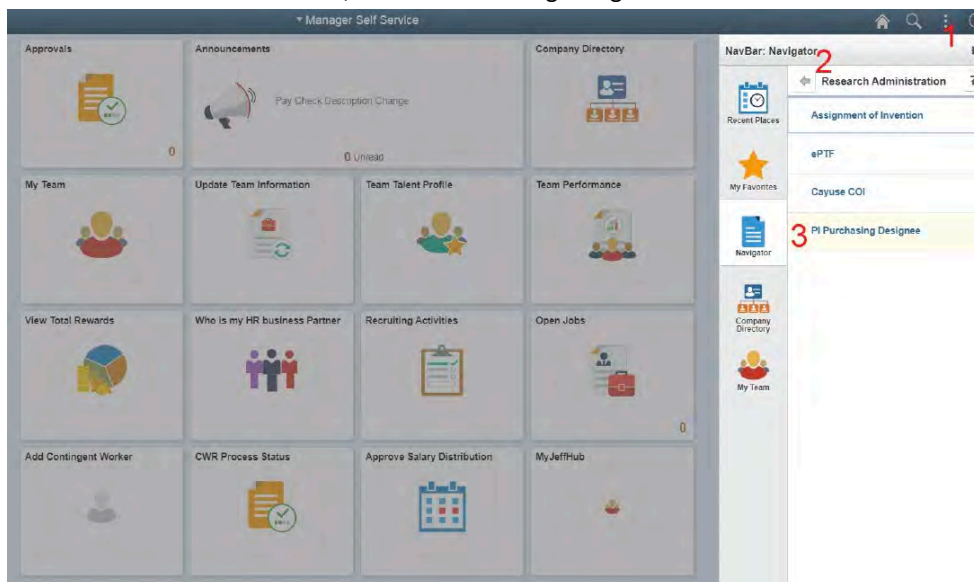 Manager Self Service
1
Approvals
0
Announcements
Pay Check Description Change
0 Unread
Company Directory
My Team
Update Team Information
Team Talent Profile
Team Performance
View Total Rewards
Who is my HR business Partner
Recruiting Activities
Open Jobs
0
Add Contingent Worker
CWR Process Status
Approve Salary Distribution
MyJeffHub
NavBar: Navigator
2
Recent Places
My Favorites
Navigator
Company
Directory
My Team
Research Administration
Assignment of Invention
ePTF
Cayuse COI
3
PI Purchasing Designee